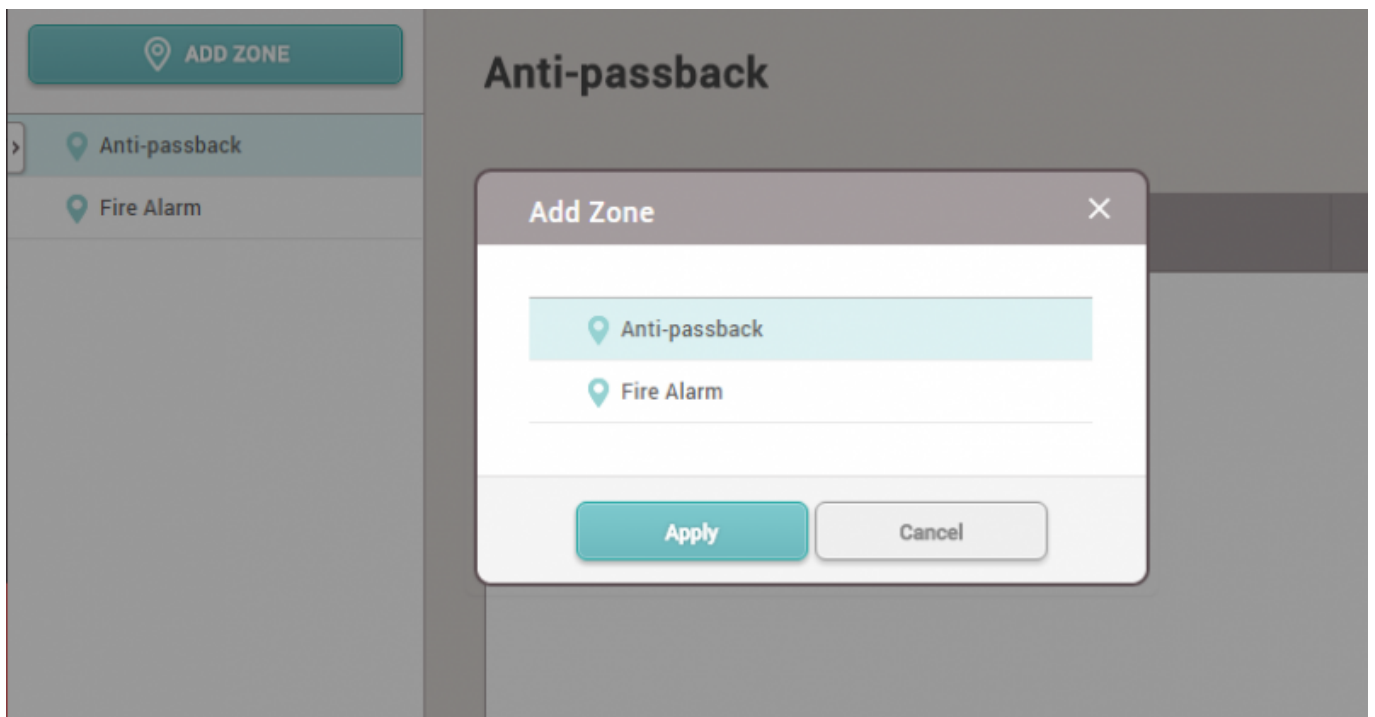 ADD ZONE
Anti-passback
Fire Alarm
Anti-passback
Add Zone
Anti-passback
Fire Alarm
Apply
Cancel